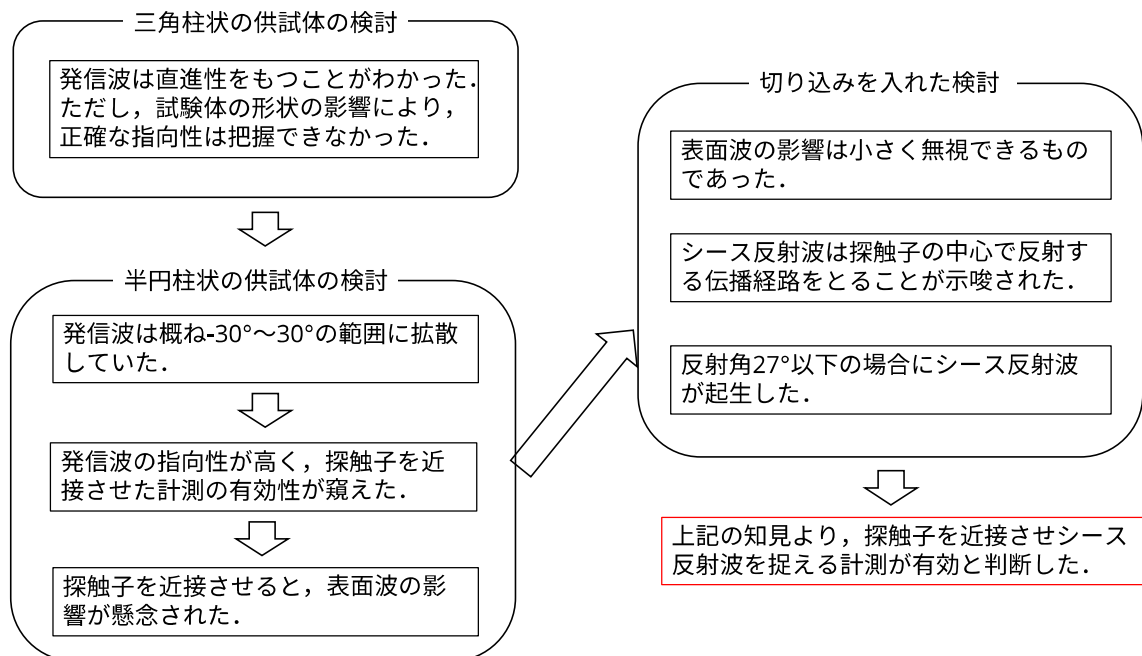 三角柱状の供試体の検討
発信波は直進性をもつことがわかった．
ただし，試験体の形状の影響により，
正確な指向性は把握できなかった．
半円柱状の供試体の検討
発信波は概ね-30°～30°の範囲に拡散
していた．
発信波の指向性が高く，探触子を近
接させた計測の有効性が窺えた．
探触子を近接させると，表面波の影
響が懸念された．
切り込みを入れた検討
表面波の影響は小さく無視できるもの
であった．
シース反射波は探触子の中心で反射す
る伝播経路をとることが示唆された．
反射角27°以下の場合にシース反射波
が起生した．
上記の知見より，探触子を近接させシース
反射波を捉える計測が有効と判断した．